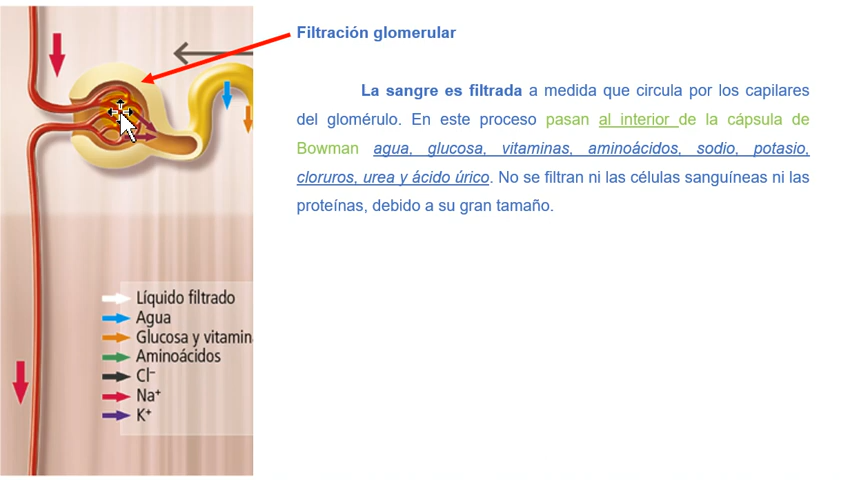 Filtración glomerular
La sangre es filtrada a medida que circula por los capilares
del glomérulo. En este proceso pasan al interior de la cápsula de
Bowman agua, glucosa, vitaminas, aminoácidos, sodio, potasio,
cloruros, urea y ácido úrico. No se filtran ni las células sanguíneas ni las
proteínas, debido a su gran tamaño.
Líquido filtrado
Agua
Glucosa y vitamin
Aminoácidos
Cl⁻
Na⁺
K⁺